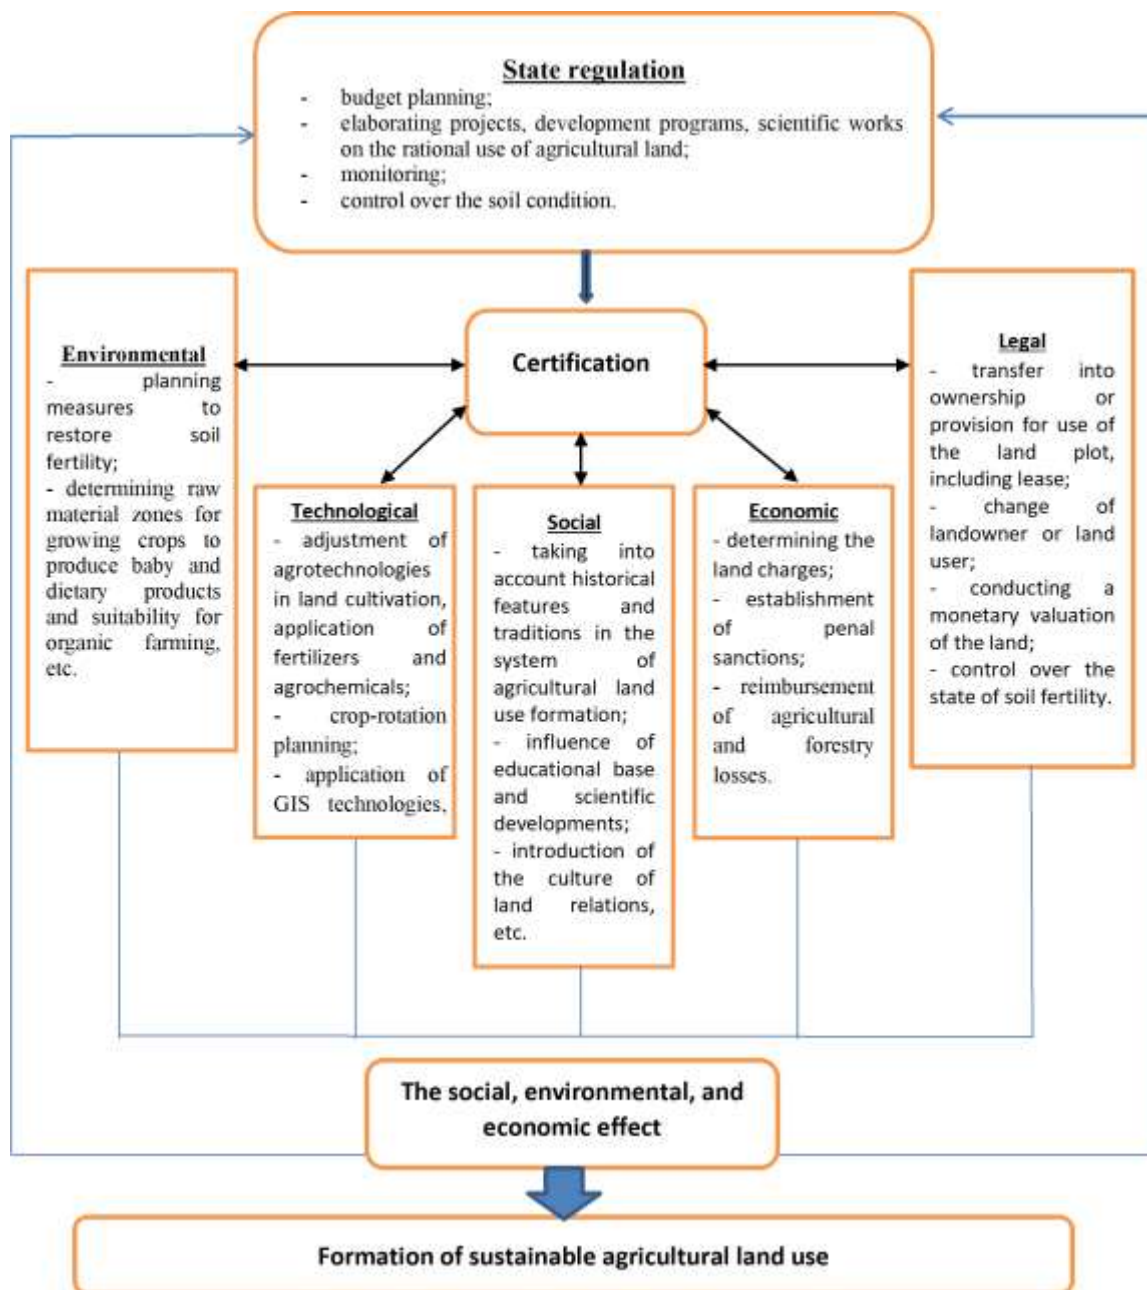 State regulation
- budget planning;
- elaborating projects, development programs, scientific works
on the rational use of agricultural land;
- monitoring;
- control over the soil condition.
Certification
Environmental
- planning
measures to
restore soil
fertility;
- determining raw
material zones for
growing crops to
produce baby and
dietary products
and suitability for
organic farming,
etc.
Technological
- adjustment of
agrotechnologies
in land cultivation,
application of
fertilizers and
agrochemicals;
- crop-rotation
planning;
- application of
GIS technologies,
Social
- taking into
account historical
features and
traditions in the
system of
agricultural land
use formation;
- influence of
educational base
and scientific
developments;
- introduction of
the culture of
land relations,
etc.
Economic
- determining the
land charges;
- establishment
of penal
sanctions;
- reimbursement
of agricultural
and forestry
losses.
Legal
- transfer into
ownership or
provision for use of
the land plot,
including lease;
- change of
landowner or land
user;
- conducting a
monetary valuation
of the land;
- control over the
state of soil fertility.
The social, environmental, and
economic effect
Formation of sustainable agricultural land use